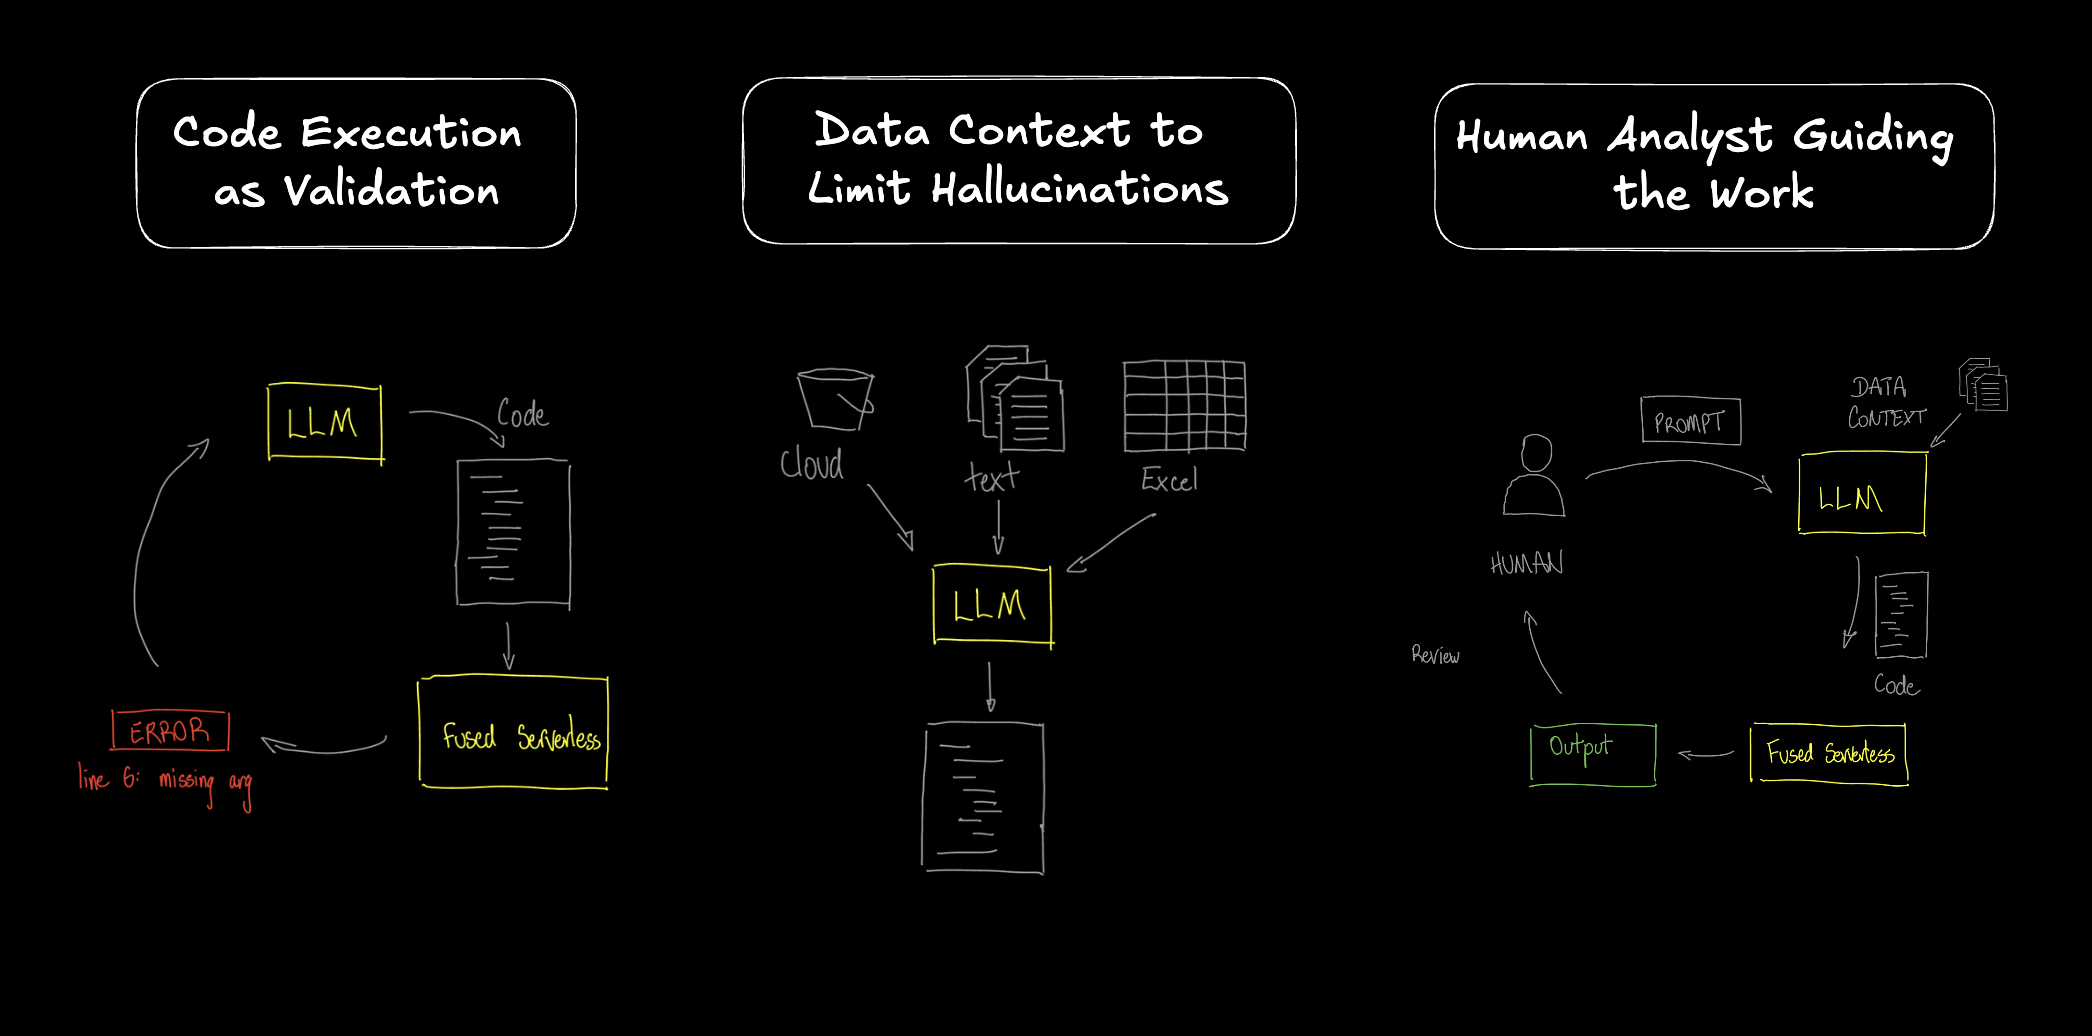 Code Execution
as Validation
LLM
Code
Fused Serverless
ERROR
line 6: missing arg
Data Context to
Limit Hallucinations
Cloud
text
Excel
LLM
Human Analyst Guiding
the Work
PROMPT
DATA
CONTEXT
LLM
HUMAN
Code
Review
Output
Fused Serverless